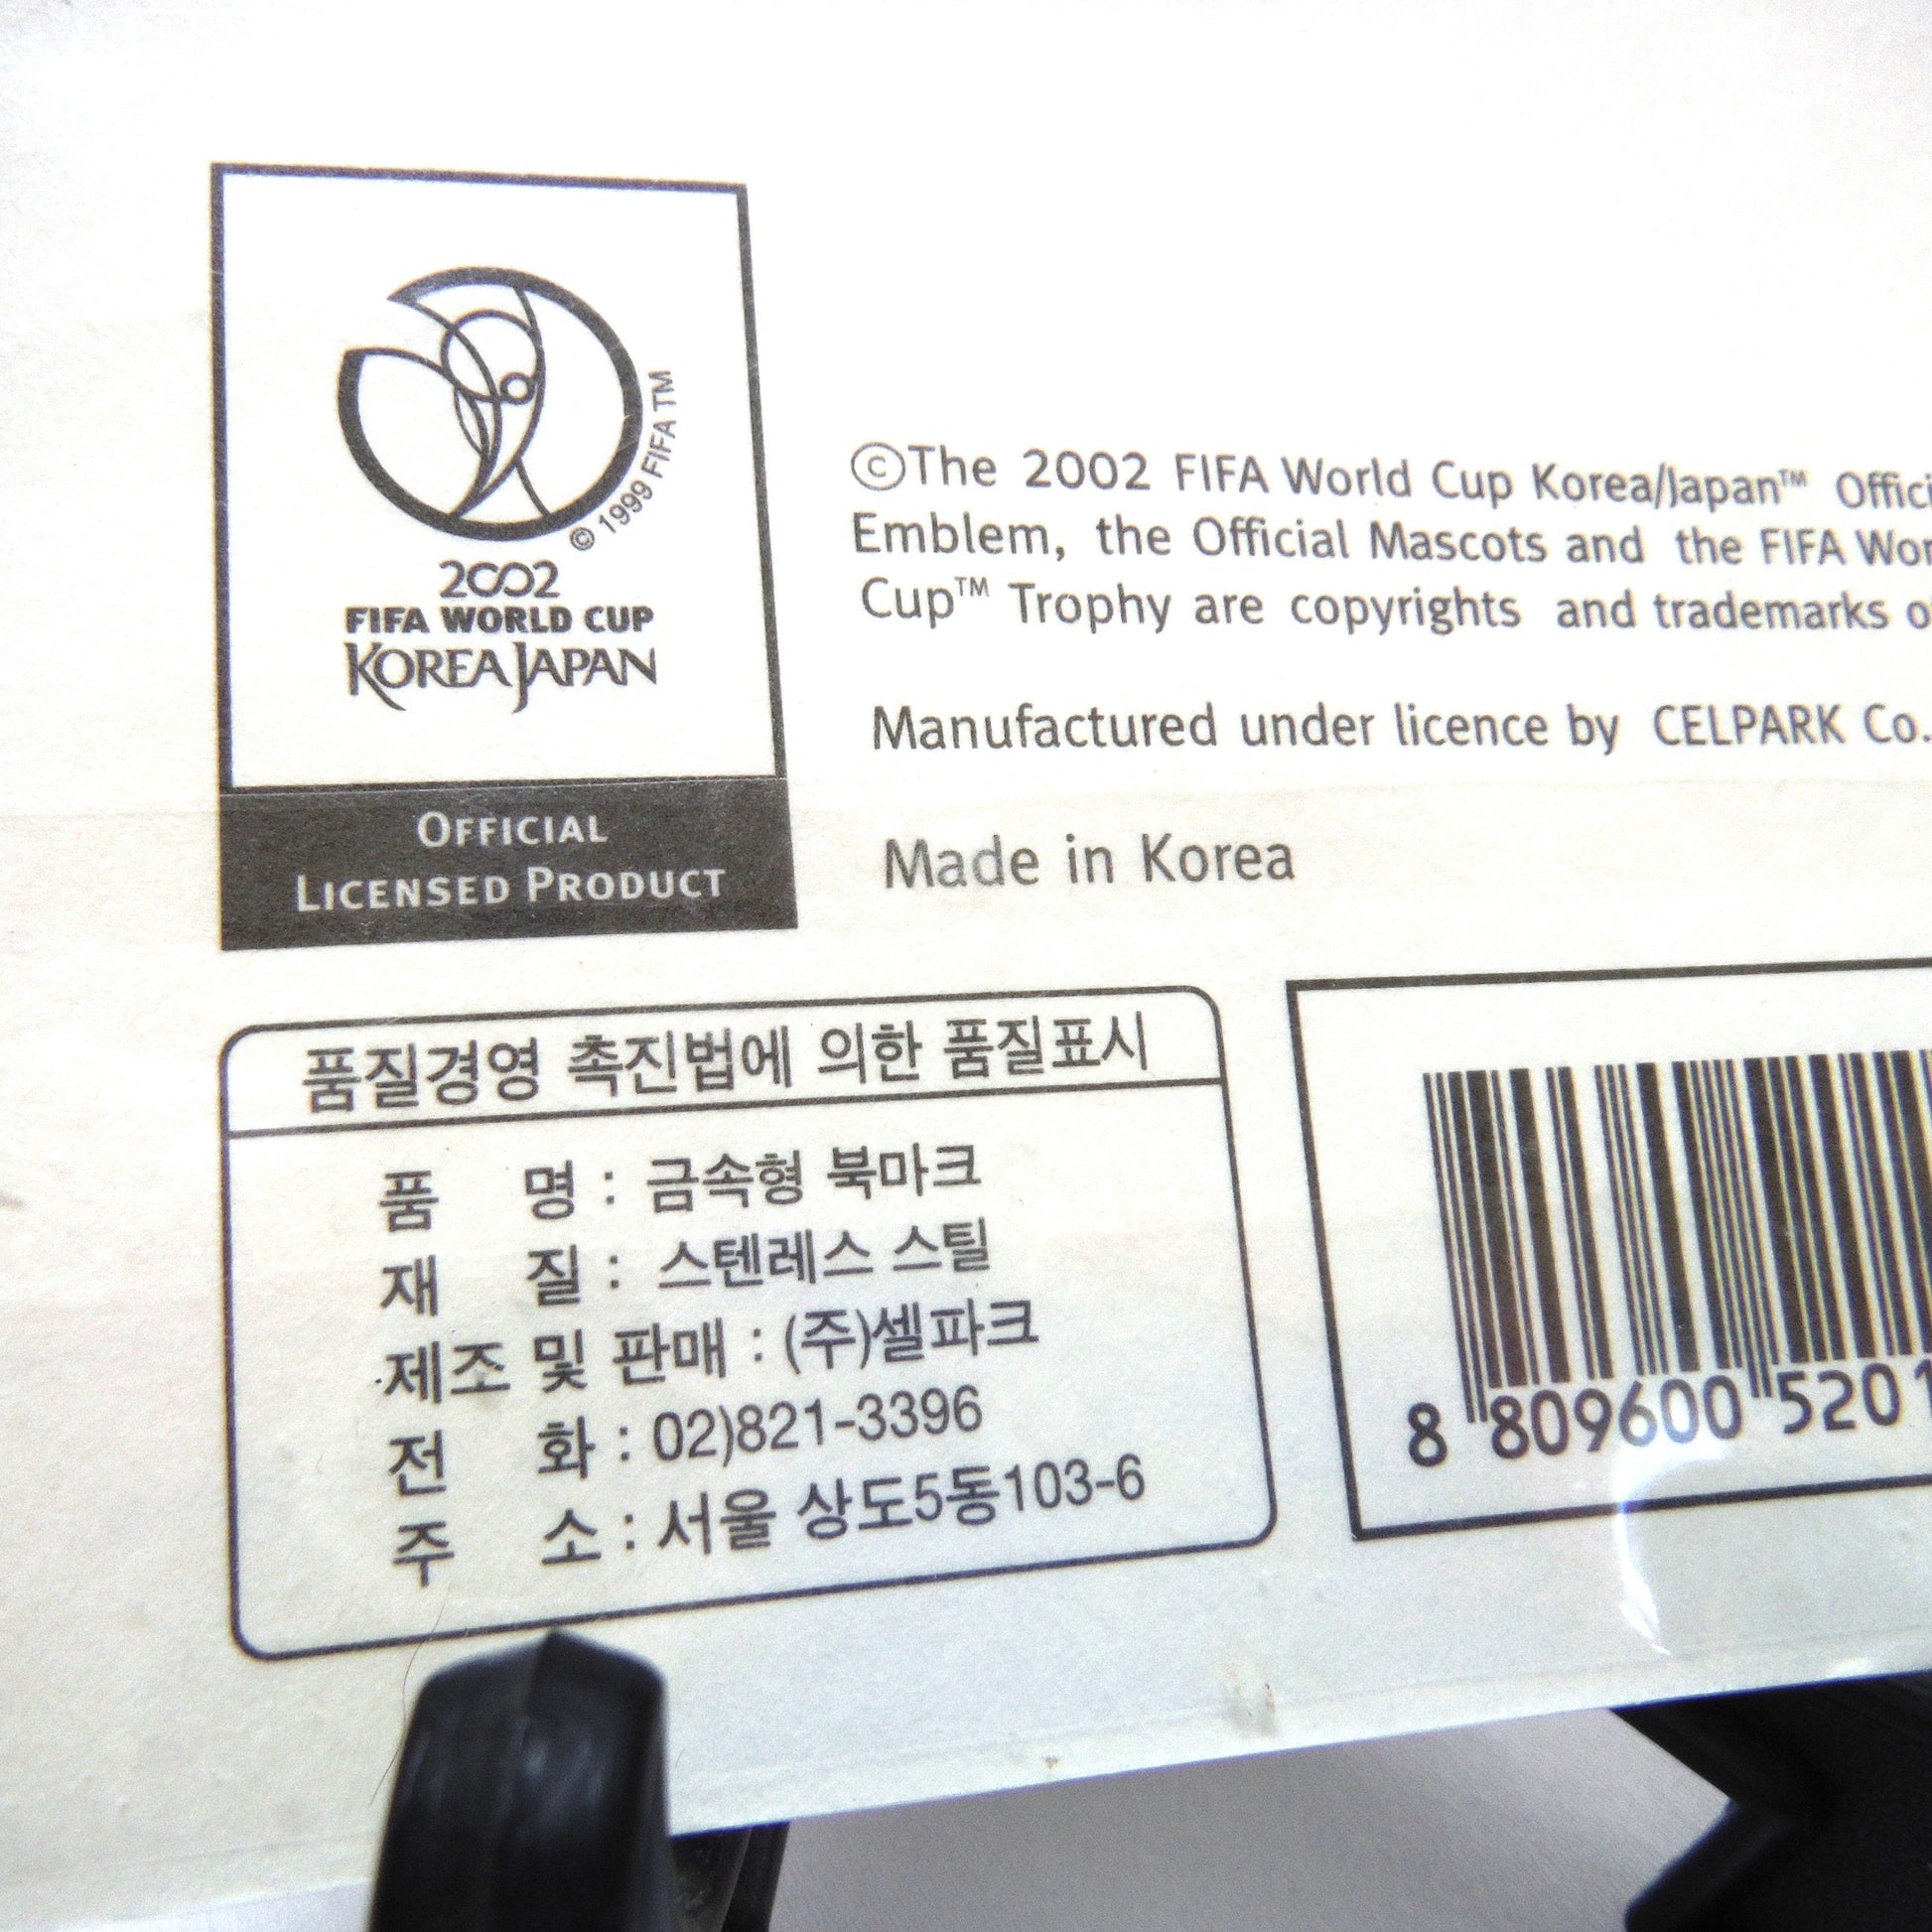 © 1999 FIFA TM
2002
FIFA WORLD CUP
KOREA JAPAN
OFFICIAL
LICENSED PRODUCT
©The 2002 FIFA World Cup Korea/Japan™ Offici
Emblem, the Official Mascots and the FIFA Wor
Cup™ Trophy are copyrights and trademarks o
Manufactured under licence by CELPARK Co.
Made in Korea
품질경영 촉진법에 의한 품질표시
품 명 : 금속형 북마크
재 질 : 스텐레스 스틸
제조 및 판매 : (주)셀파크
전 화 : 02)821-3396
주 소 : 서울 상도5동103-6
8 809600 5201